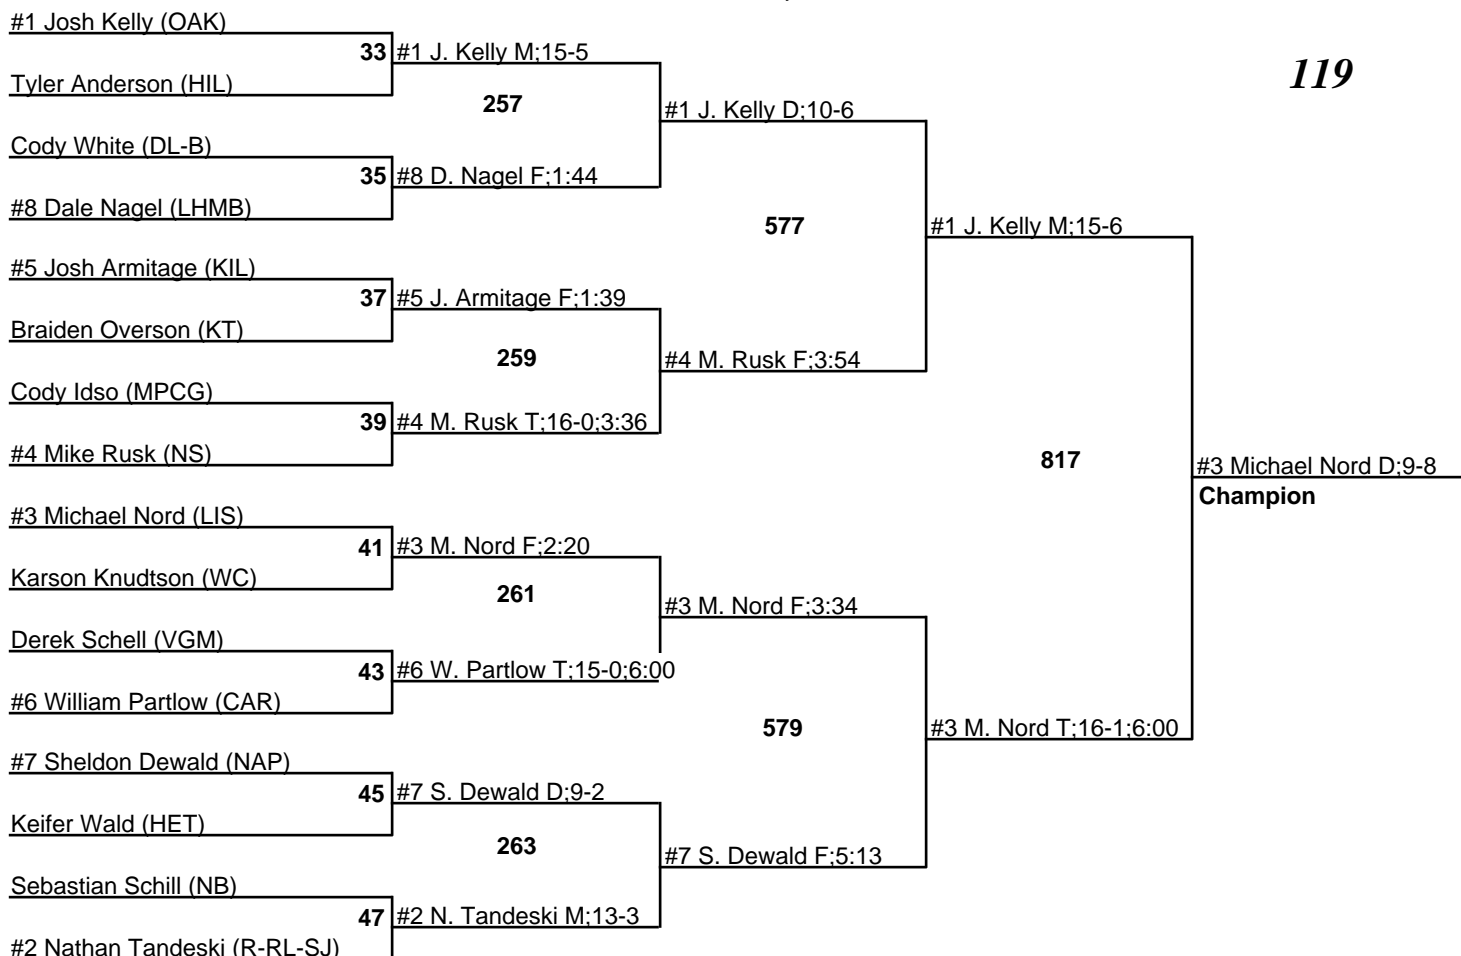 #1 Josh Kelly (OAK)
33 #1 J. Kelly M;15-5
119
Tyler Anderson (HIL)
257
#1 J. Kelly D;10-6
Cody White (DL-B)
35 #8 D. Nagel F;1:44
#8 Dale Nagel (LHMB)
577
#1 J. Kelly M;15-6
#5 Josh Armitage (KIL)
37 #5 J. Armitage F;1:39
Braiden Overson (KT)
259
#4 M. Rusk F;3:54
Cody Idso (MPCG)
39 #4 M. Rusk T;16-0;3:36
#4 Mike Rusk (NS)
817
#3 Michael Nord D;9-8
Champion
#3 Michael Nord (LIS)
41 #3 M. Nord F;2:20
Karson Knudtson (WC)
261
#3 M. Nord F;3:34
Derek Schell (VGM)
43 #6 W. Partlow T;15-0;6:00
#6 William Partlow (CAR)
579
#3 M. Nord T;16-1;6:00
#7 Sheldon Dewald (NAP)
45 #7 S. Dewald D;9-2
Keifer Wald (HET)
263
#7 S. Dewald F;5:13
Sebastian Schill (NB)
47 #2 N. Tandeski M;13-3
#2 Nathan Tandeski (R-RL-SJ)